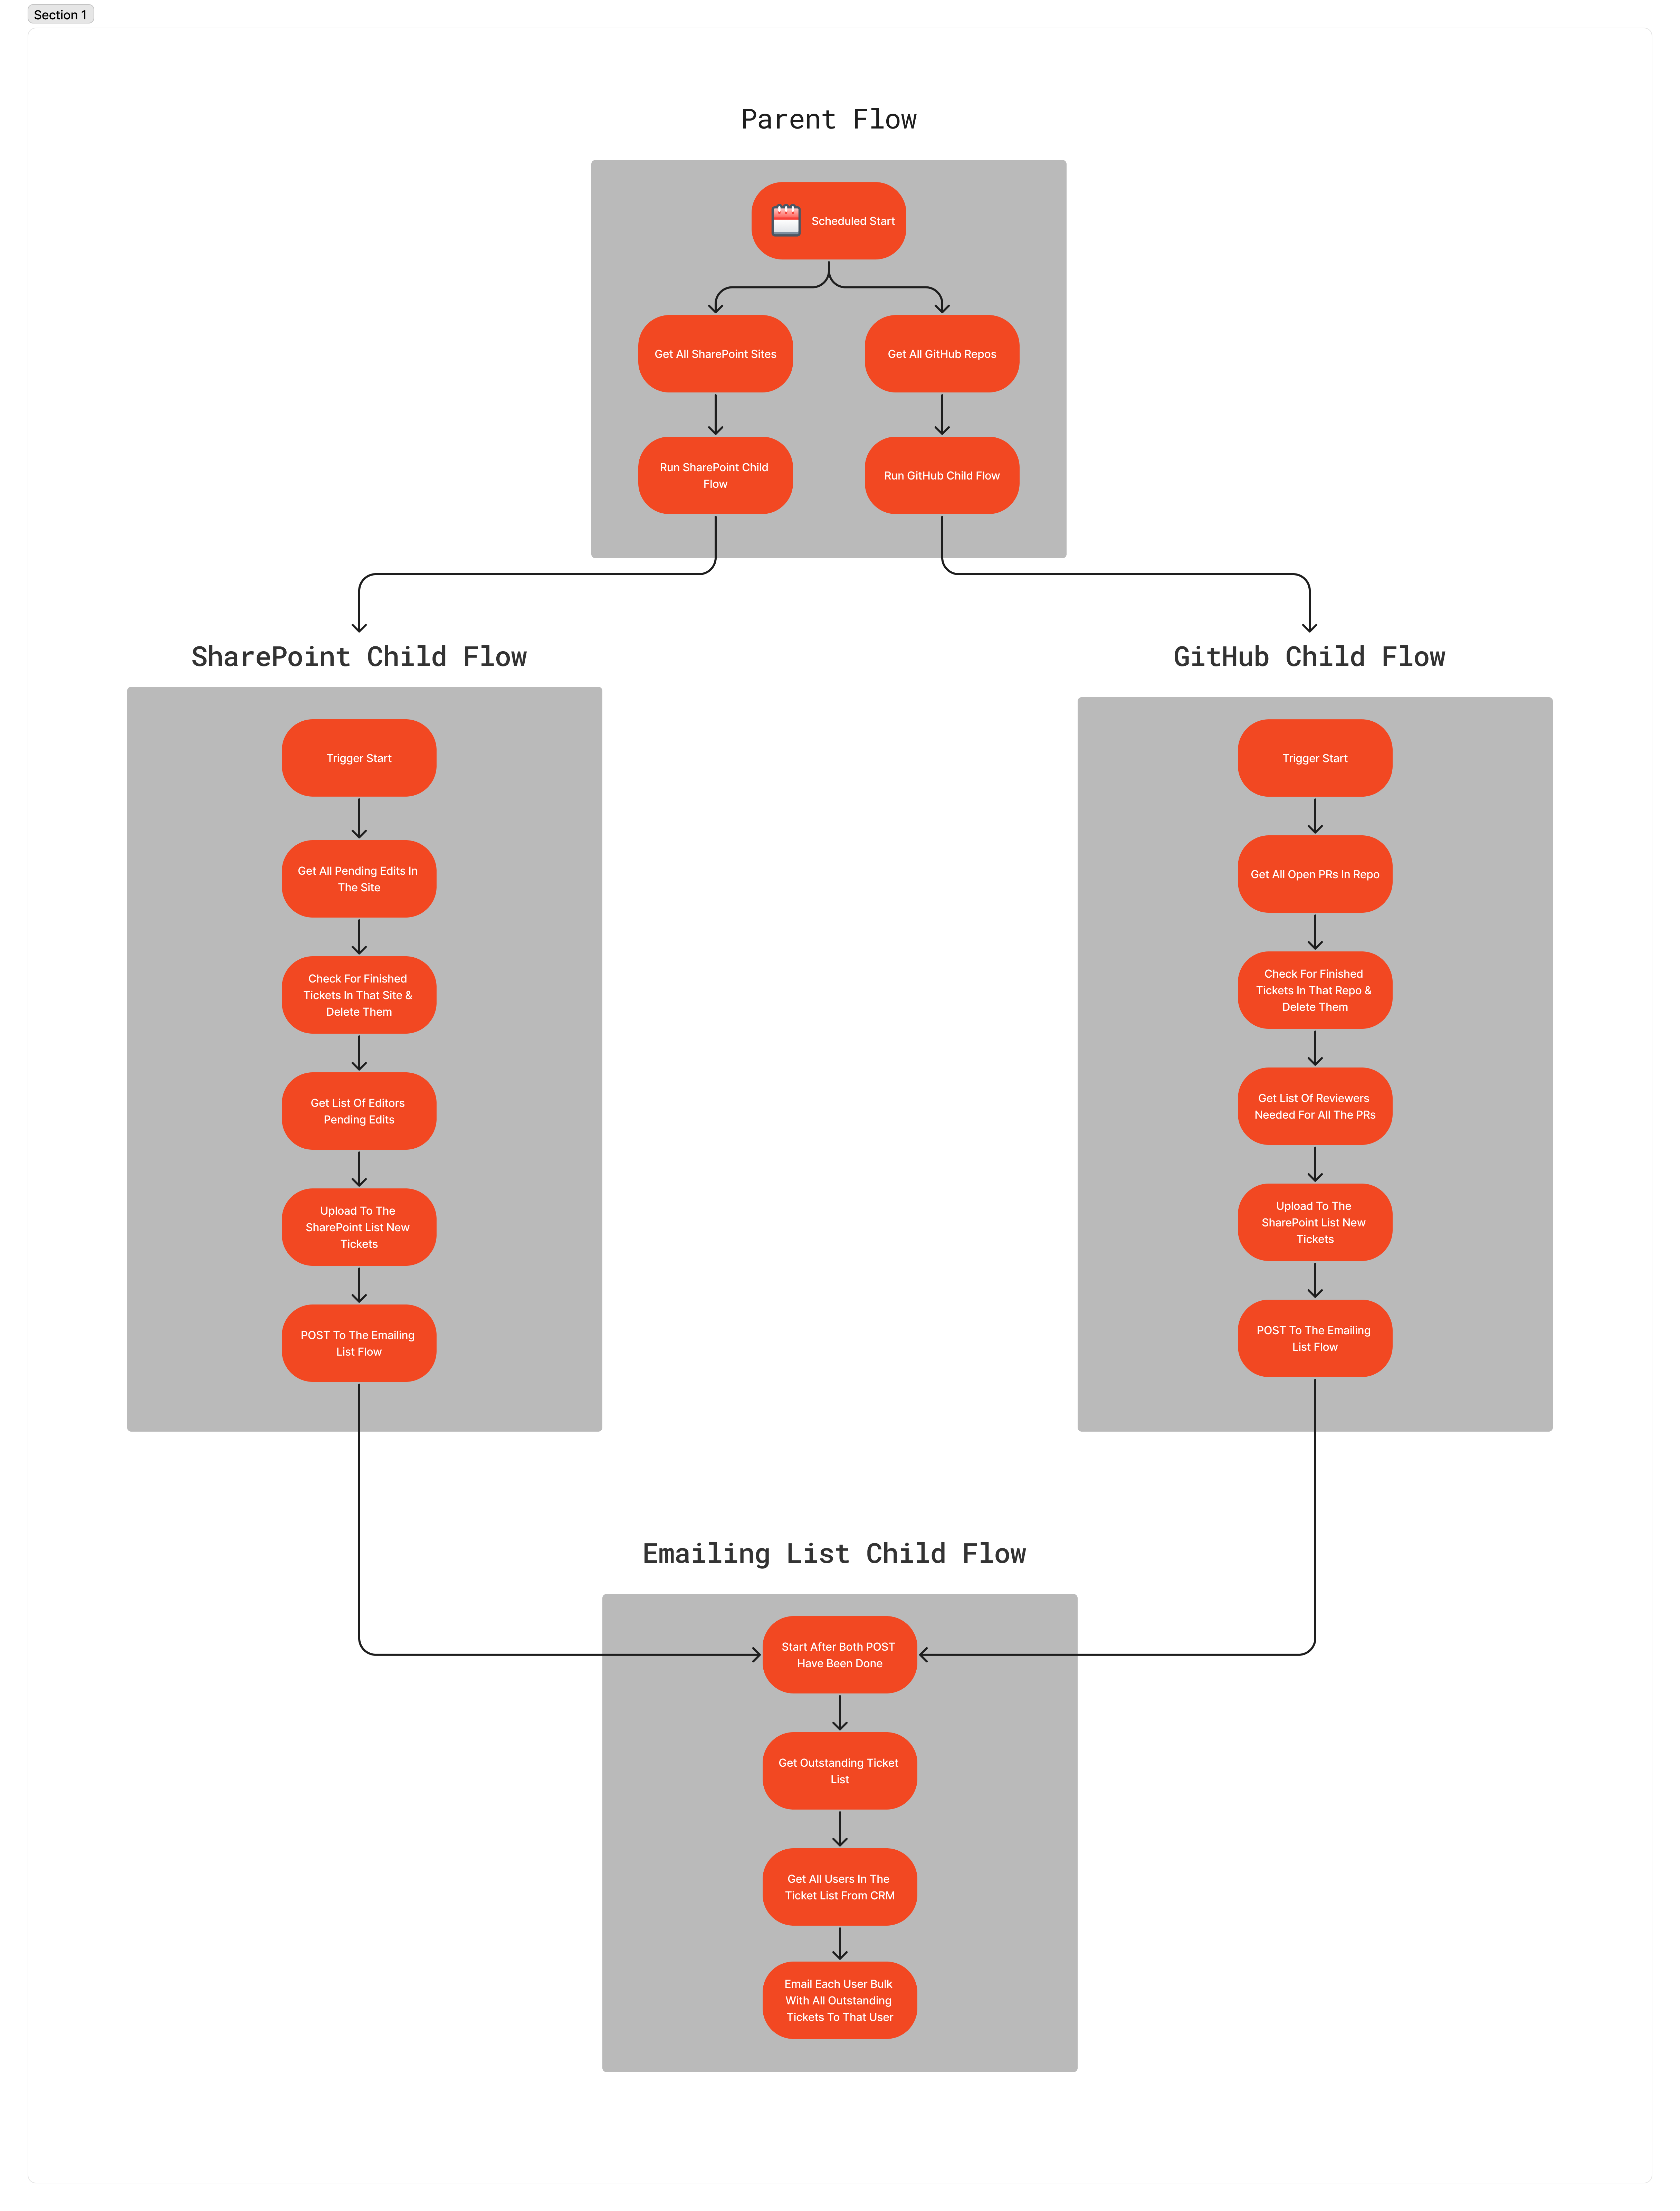 Section 1
Parent Flow
Scheduled Start
Get All SharePoint Sites
Get All GitHub Repos
Run SharePoint Child
Flow
Run GitHub Child Flow
SharePoint Child Flow
Trigger Start
Get All Pending Edits In
The Site
Check For Finished
Tickets In That Site &
Delete Them
Get List Of Editors
Pending Edits
Upload To The
SharePoint List New
Tickets
POST To The Emailing
List Flow
GitHub Child Flow
Trigger Start
Get All Open PRs In Repo
Check For Finished
Tickets In That Repo &
Delete Them
Get List Of Reviewers
Needed For All The PRs
Upload To The
SharePoint List New
Tickets
POST To The Emailing
List Flow
Emailing List Child Flow
Start After Both POST
Have Been Done
Get Outstanding Ticket
List
Get All Users In The
Ticket List From CRM
Email Each User Bulk
With All Outstanding
Tickets To That User